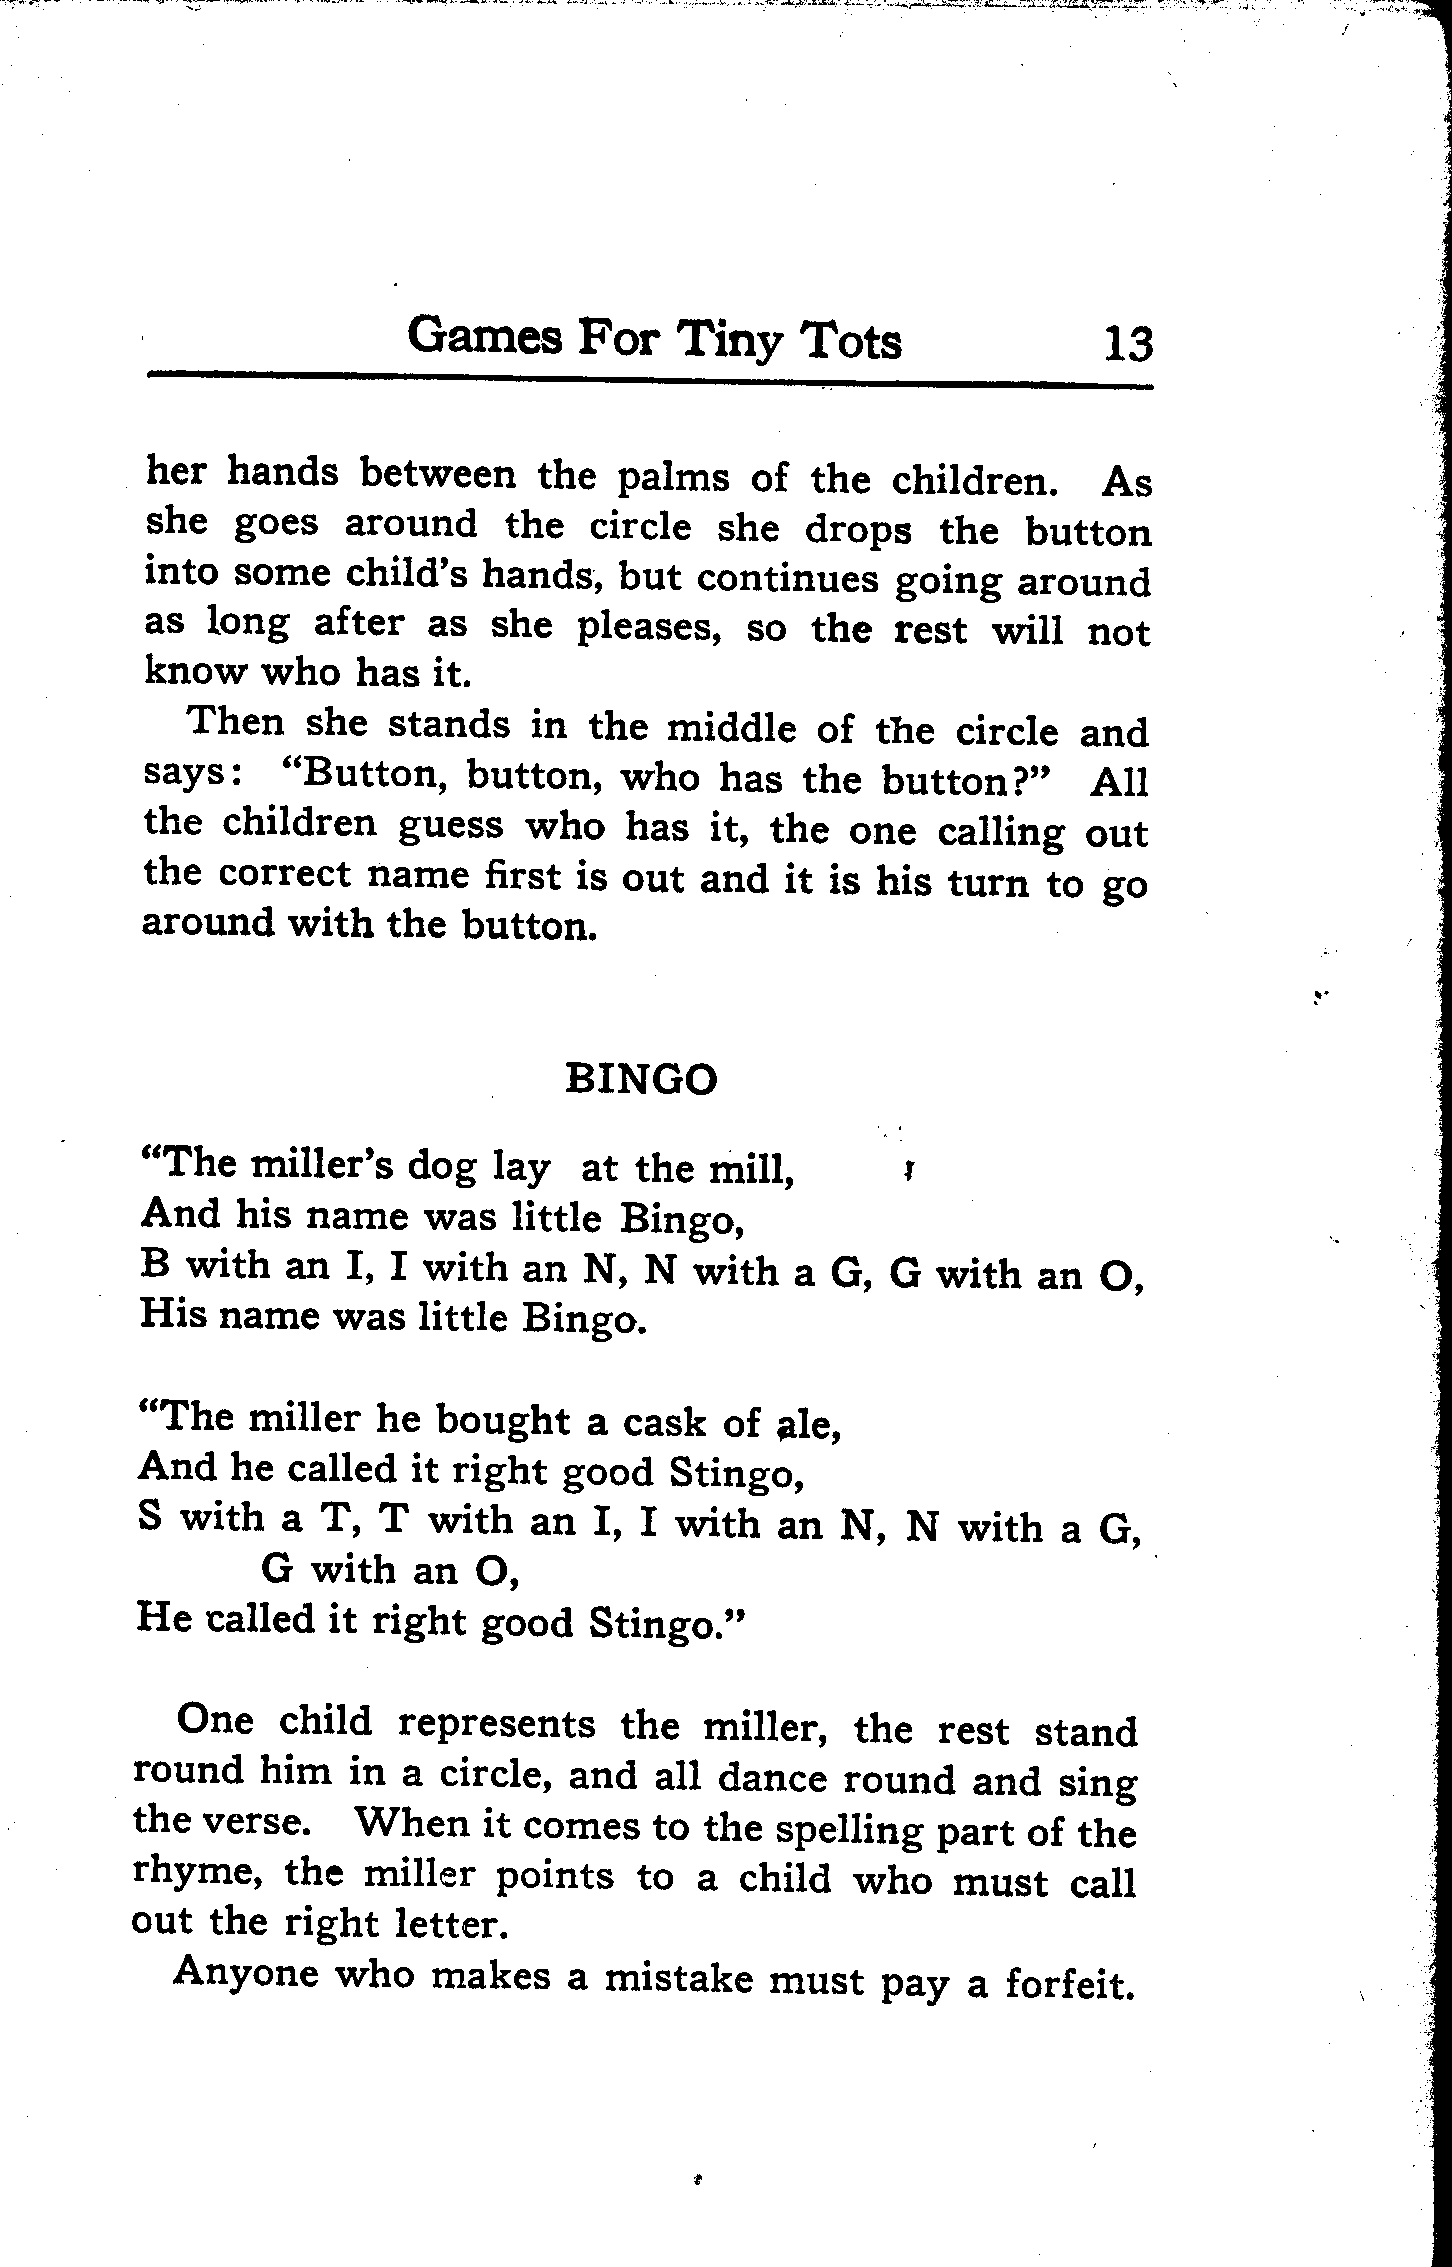 Games For Tiny Tots 13
her hands between the palms of the children. As
she goes around the circle she drops the button
into some child's hands, but continues going around
as long after as she pleases, so the rest will not
know who has it.
Then she stands in the middle of the circle and
says: “Button, button, who has the button?” All
the children guess who has it, the one calling out
the correct name first is out and it is his turn to go
around with the button.
BINGO
“The miller's dog lay at the mill,
And his name was little Bingo,
B with an I, I with an N, N with a G, G with an O,
His name was little Bingo.
“The miller he bought a cask of ale,
And he called it right good Stingo,
S with a T, T with an I, I with an N, N with a G,
G with an O,
He called it right good Stingo.”
One child represents the miller, the rest stand
round him in a circle, and all dance round and sing
the verse. When it comes to the spelling part of the
rhyme, the miller points to a child who must call
out the right letter.
Anyone who makes a mistake must pay a forfeit.